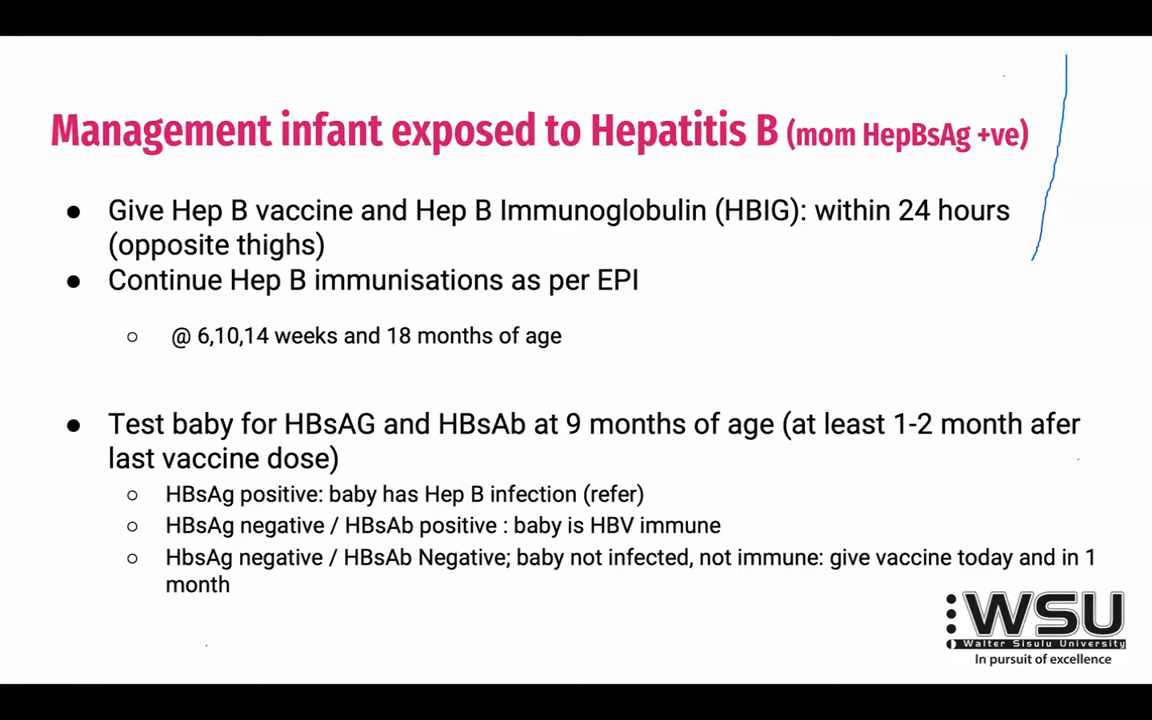 Management infant exposed to Hepatitis B (mom HepBsAg +ve)
● Give Hep B vaccine and Hep B Immunoglobulin (HBIG): within 24 hours
(opposite thighs)
● Continue Hep B immunisations as per EPI
○ @ 6,10,14 weeks and 18 months of age
● Test baby for HBsAG and HBsAb at 9 months of age (at least 1-2 month afer
last vaccine dose)
○ HBsAg positive: baby has Hep B infection (refer)
○ HBsAg negative / HBsAb positive : baby is HBV immune
○ HbsAg negative / HBsAb Negative; baby not infected, not immune: give vaccine today and in 1
month
WSU
Walter Sisulu University
In pursuit of excellence